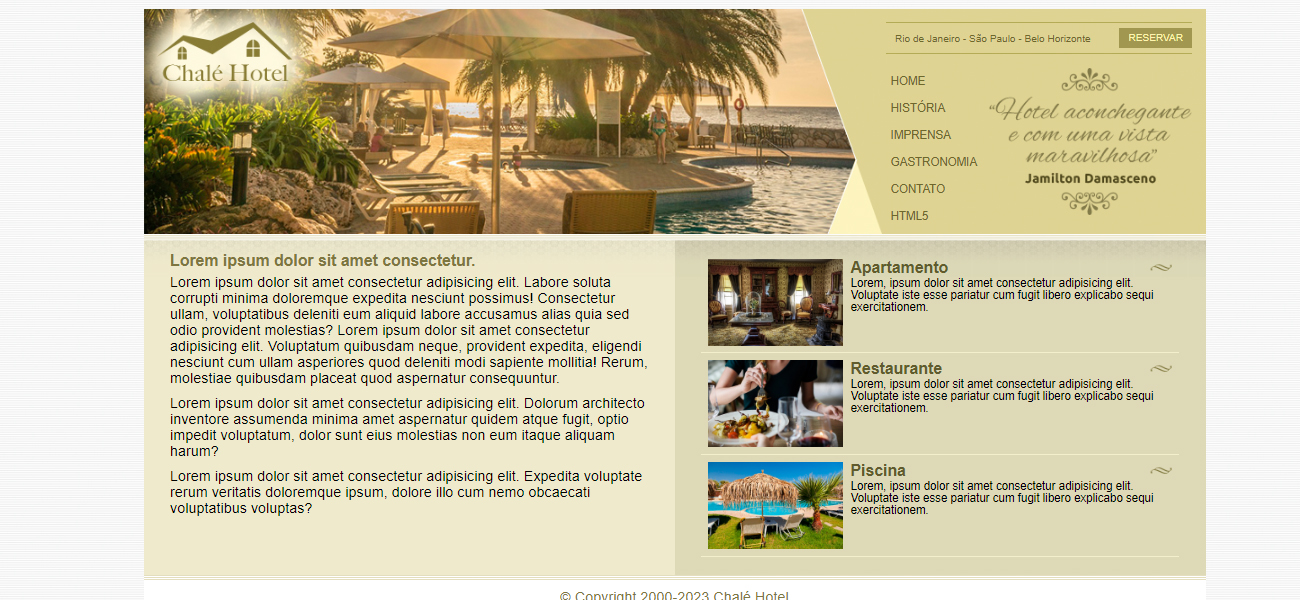 Chalé Hotel
Rio de Janeiro - São Paulo - Belo Horizonte
RESERVAR
HOME
HISTÓRIA
IMPRENSA
GASTRONOMIA
CONTATO
HTML5
“Hotel aconchegante
e com uma vista
maravilhosa”
Jamilton Damasceno
Lorem ipsum dolor sit amet consectetur.
Lorem ipsum dolor sit amet consectetur adipisicing elit. Labore soluta
corrupti minima doloremque expedita nesciunt possimus! Consectetur
ullam, voluptatibus deleniti eum aliquid labore accusamus alias quia sed
odio provident molestias? Lorem ipsum dolor sit amet consectetur
adipisicing elit. Voluptatum quibusdam neque, provident expedita, eligendi
nesciunt cum ullam asperiores quod deleniti modi sapiente mollitia! Rerum,
molestiae quibusdam placeat quod aspernatur consequuntur.
Lorem ipsum dolor sit amet consectetur adipisicing elit. Dolorum architecto
inventore assumenda minima amet aspernatur quidem atque fugit, optio
impedit voluptatum, dolor sunt eius molestias non eum itaque aliquam
harum?
Lorem ipsum dolor sit amet consectetur adipisicing elit. Expedita voluptate
rerum veritatis doloremque ipsum, dolore illo cum nemo obcaecati
voluptatibus voluptas?
Apartamento
Lorem, ipsum dolor sit amet consectetur adipisicing elit.
Voluptate iste esse pariatur cum fugit libero explicabo sequi
exercitationem.
Restaurante
Lorem, ipsum dolor sit amet consectetur adipisicing elit.
Voluptate iste esse pariatur cum fugit libero explicabo sequi
exercitationem.
Piscina
Lorem, ipsum dolor sit amet consectetur adipisicing elit.
Voluptate iste esse pariatur cum fugit libero explicabo sequi
exercitationem.
© Copyright 2000-2023 Chalé Hotel